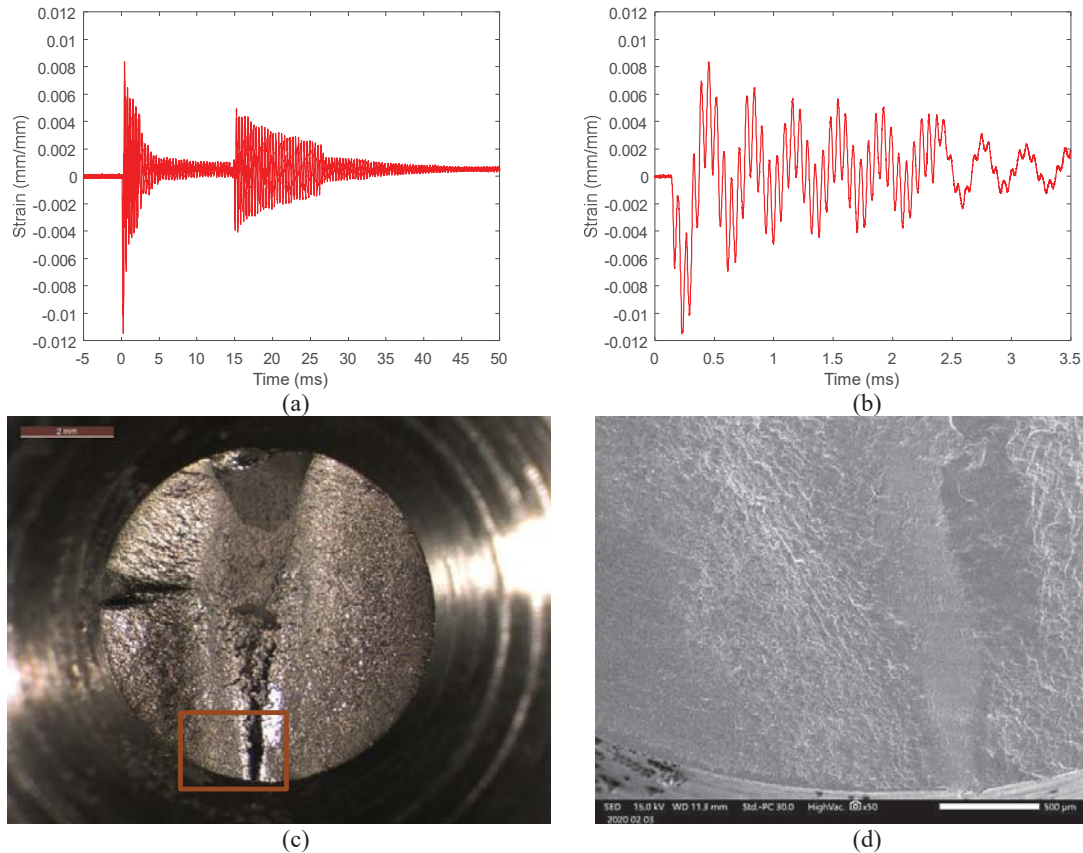 0.012
0.01
0.008
0.006
0.004
0.002
0
-0.002
-0.004
-0.006
-0.008
-0.01
-0.012
Strain (mm/mm)
-5 0 5 10 15 20 25 30 35 40 45 50
Time (ms)
(a)
0.012
0.01
0.008
0.006
0.004
0.002
0
-0.002
-0.004
-0.006
-0.008
-0.01
-0.012
Strain (mm/mm)
0 0.5 1 1.5 2 2.5 3 3.5
Time (ms)
(b)
2 mm
(c)
SED 15.0 kV WD 11.3 mm Std.-PC 30.0 HighVac. x50 500 µm
2020 02 03
(d)